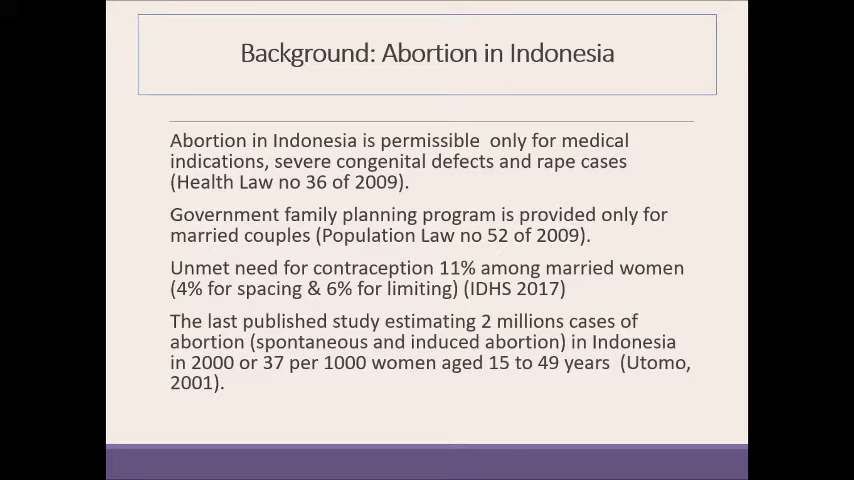 Background: Abortion in Indonesia
Abortion in Indonesia is permissible only for medical
indications, severe congenital defects and rape cases
(Health Law no 36 of 2009).
Government family planning program is provided only for
married couples (Population Law no 52 of 2009).
Unmet need for contraception 11% among married women
(4% for spacing & 6% for limiting) (IDHS 2017)
The last published study estimating 2 millions cases of
abortion (spontaneous and induced abortion) in Indonesia
in 2000 or 37 per 1000 women aged 15 to 49 years (Utomo,
2001).